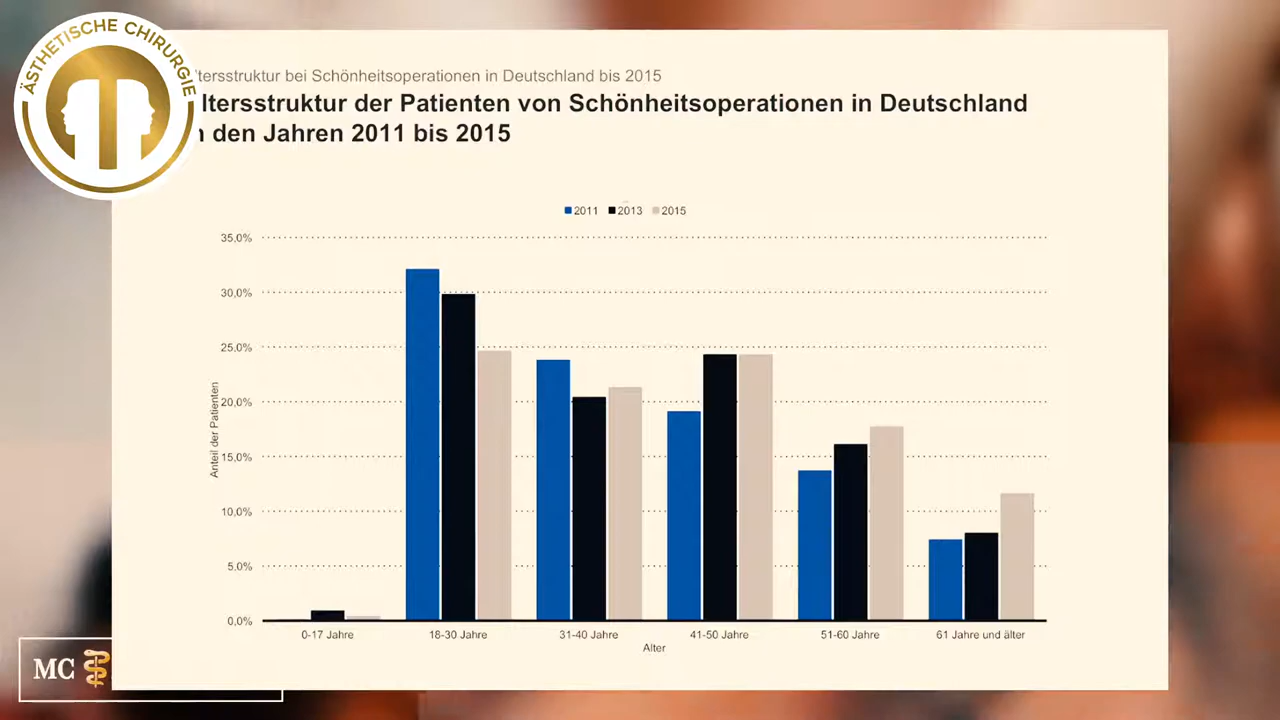 ÄSTHETISCHE CHIRURGIE
ltersstruktur bei Schönheitsoperationen in Deutschland bis 2015
ltersstruktur der Patienten von Schönheitsoperationen in Deutschland
n den Jahren 2011 bis 2015
2011 2013 2015
35.0%
30,0%
25.0%
20.0%
15.0%
10.0%
5.0%
0.0%
Anteil der Patienten
0-17 Jahre 18-30 Jahre 31-40 Jahre 41-50 Jahre 51-60 Jahre 61 Jahre und älter
Alter
MC